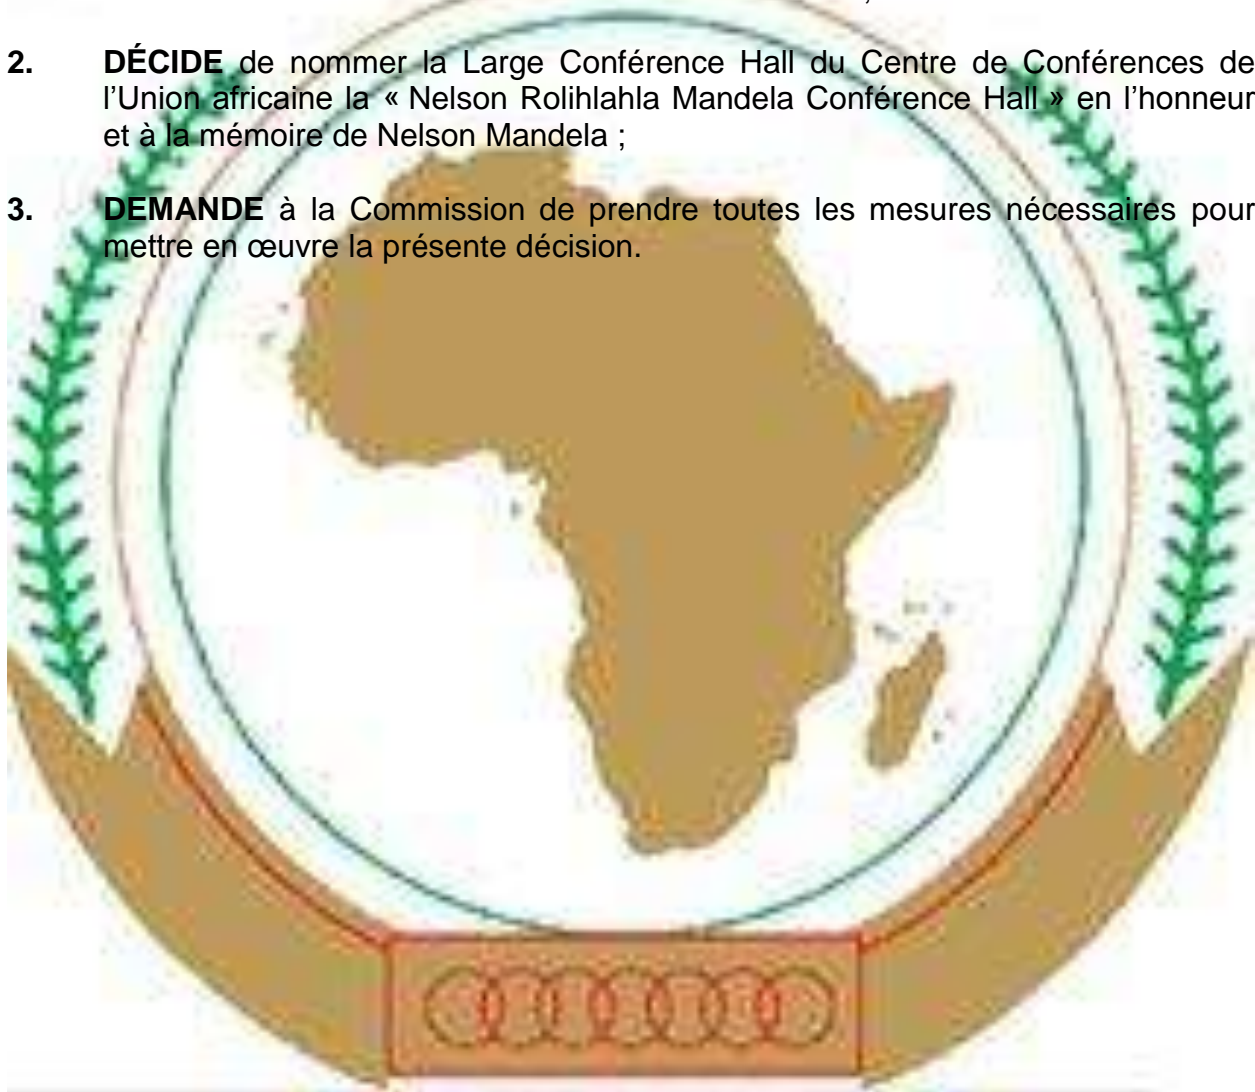 2. DÉCIDE de nommer la Large Conférence Hall du Centre de Conférences de
l'Union africaine la « Nelson Rolihlahla Mandela Conférence Hall » en l'honneur
et à la mémoire de Nelson Mandela ;
3. DEMANDE à la Commission de prendre toutes les mesures nécessaires pour
mettre en œuvre la présente décision.